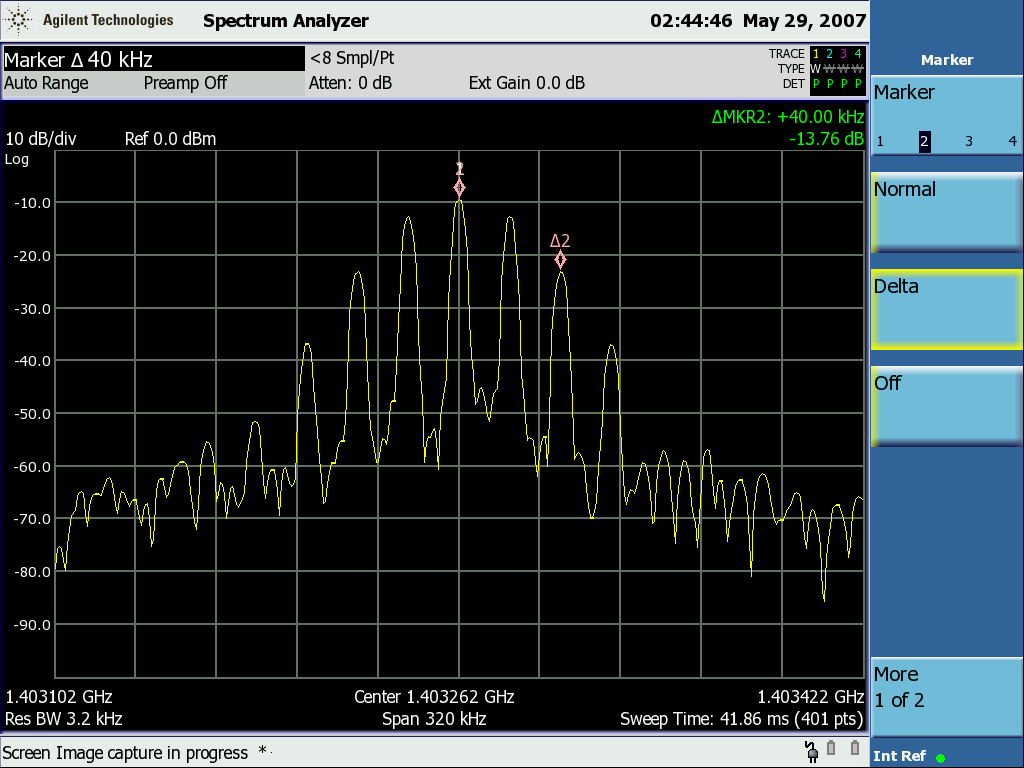 Agilent Technologies Spectrum Analyzer 02:44:46 May 29, 2007
Marker Δ 40 kHz <8 Smpl/Pt TRACE 1 2 3 4
TYPE W W W W
Auto Range Preamp Off Atten: 0 dB Ext Gain 0.0 dB DET P P P P
ΔMKR2: +40.00 kHz
10 dB/div Ref 0.0 dBm -13.76 dB
Log
2
-10.0
Δ2
-20.0
-30.0
-40.0
-50.0
-60.0
-70.0
-80.0
-90.0
1.403102 GHz Center 1.403262 GHz 1.403422 GHz
Res BW 3.2 kHz Span 320 kHz Sweep Time: 41.86 ms (401 pts)
Screen Image capture in progress *.
Marker
Marker
1 2 3 4
Normal
Delta
Off
More
1 of 2
Int Ref